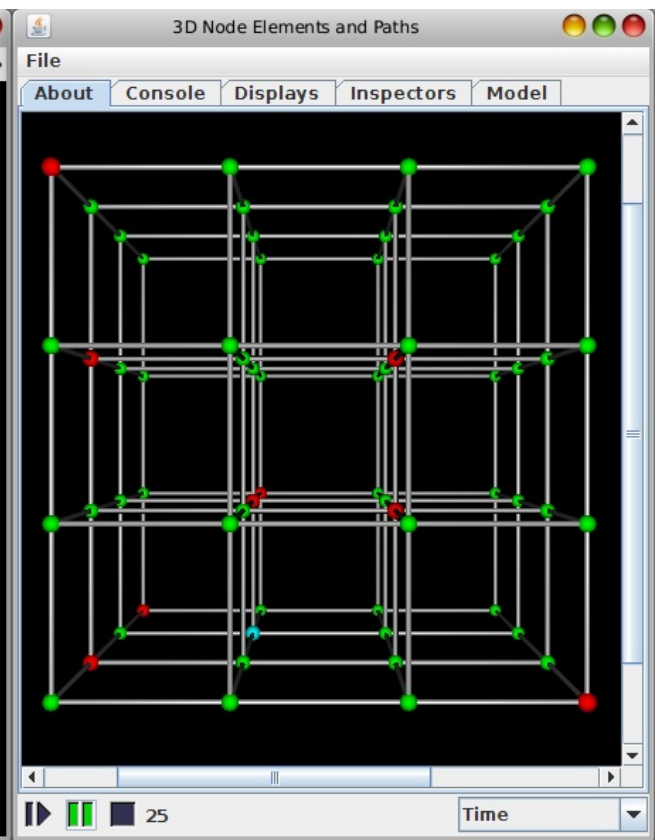 3D Node Elements and Paths
File
About Console Displays Inspectors Model
25 Time